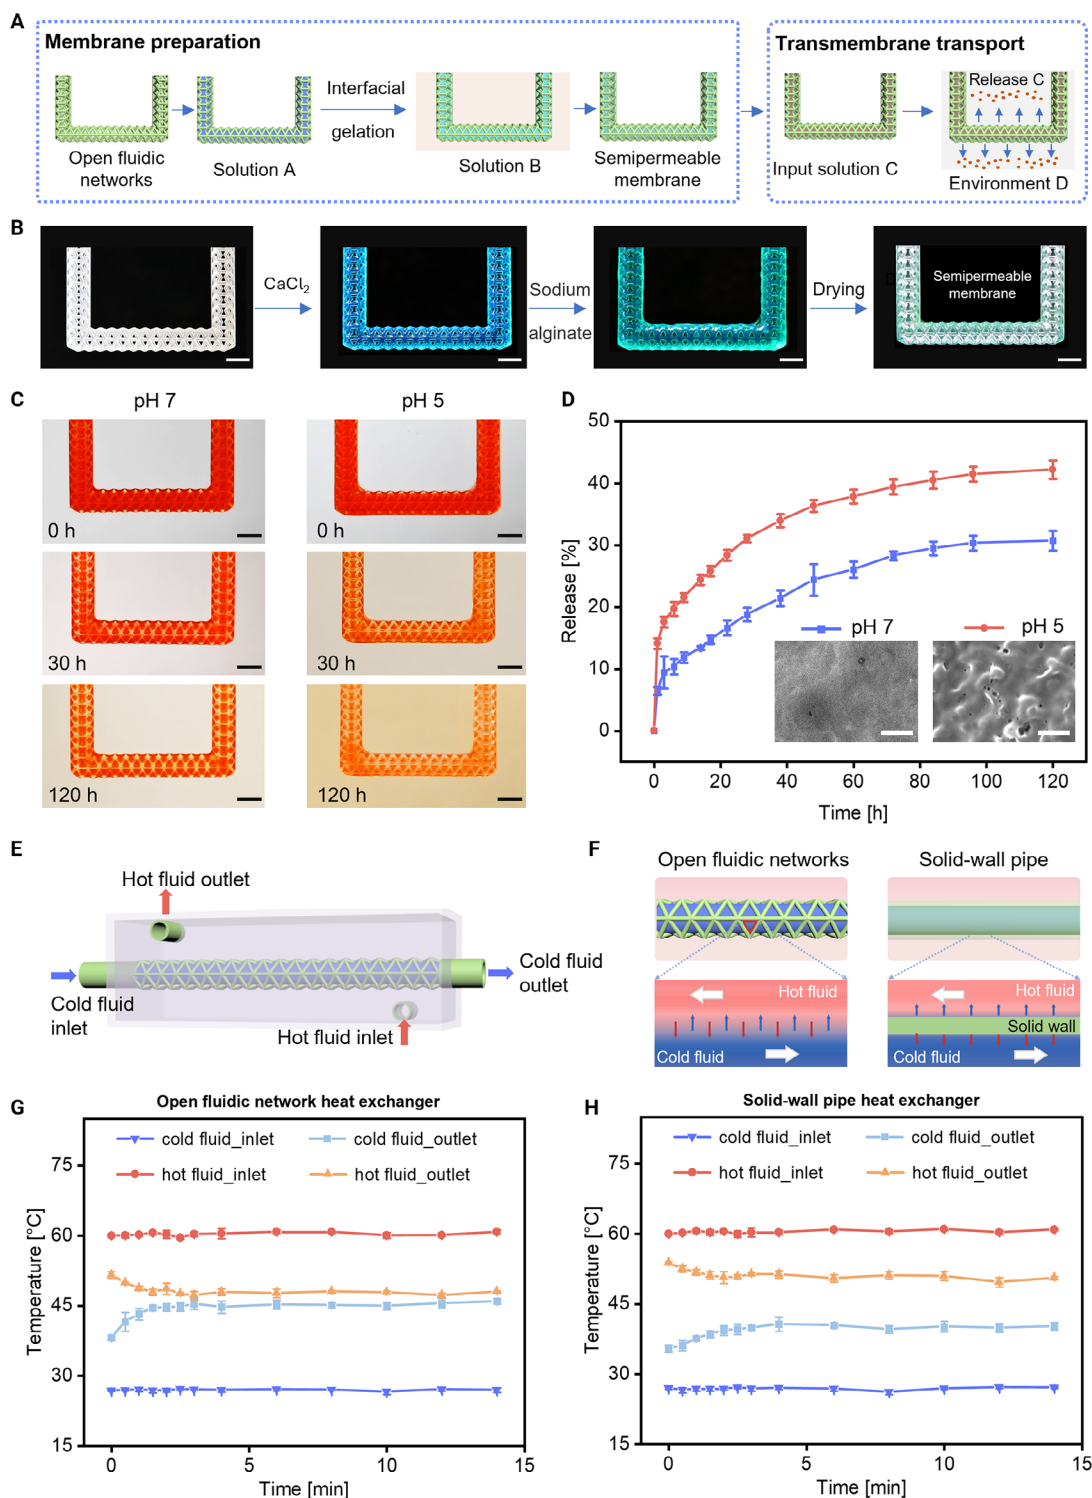 A
Membrane preparation
Open fluidic
networks
Solution A
Interfacial
gelation
Solution B
Semipermeable
membrane
Transmembrane transport
Input solution C
Release C
Environment D
B
CaCl₂
Sodium
alginate
Drying
Semipermeable
membrane
C
pH 7
pH 5
0 h
0 h
30 h
30 h
120 h
120 h
D
Release [%]
50
40
30
20
10
0
pH 7
pH 5
0
20
40
60
80
100
120
Time [h]
E
Hot fluid outlet
Cold fluid
inlet
Cold fluid
outlet
Hot fluid inlet
F
Open fluidic networks
Solid-wall pipe
Hot fluid
Cold fluid
Hot fluid
Solid wall
Cold fluid
G
Open fluidic network heat exchanger
cold fluid_inlet
cold fluid_outlet
hot fluid_inlet
hot fluid_outlet
Temperature [°C]
75
60
45
30
15
0
5
10
15
Time [min]
H
Solid-wall pipe heat exchanger
cold fluid_inlet
cold fluid_outlet
hot fluid_inlet
hot fluid_outlet
Temperature [°C]
75
60
45
30
15
0
5
10
15
Time [min]